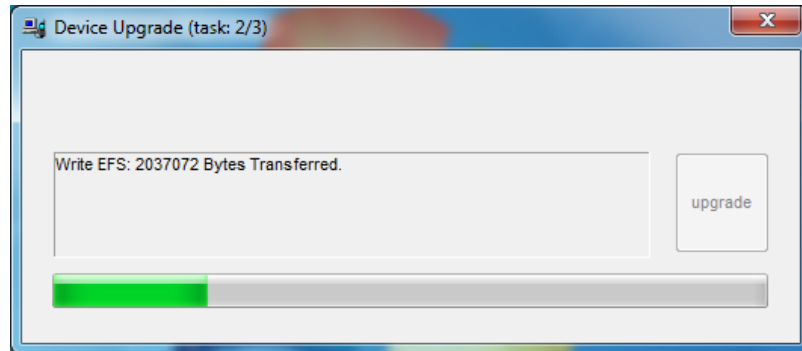 Device Upgrade (task: 2/3)
Write EFS: 2037072 Bytes Transferred.
upgrade